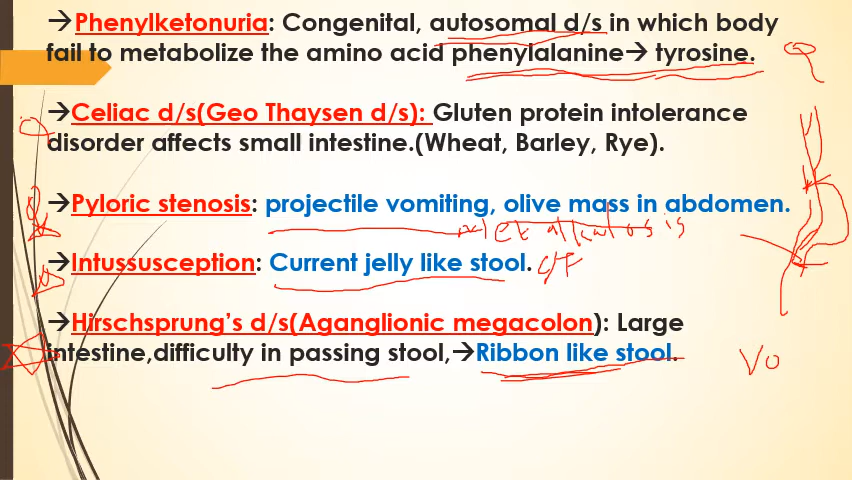 →Phenylketonuria: Congenital, autosomal d/s in which body
fail to metabolize the amino acid phenylalanine→ tyrosine.
→Celiac d/s(Geo Thaysen d/s): Gluten protein intolerance
disorder affects small intestine.(Wheat, Barley, Rye).
→Pyloric stenosis: projectile vomiting, olive mass in abdomen.
→Intussusception: Current jelly like stool. C/F
→Hirschsprung's d/s(Aganglionic megacolon): Large
intestine,difficulty in passing stool,→Ribbon like stool.
Vo